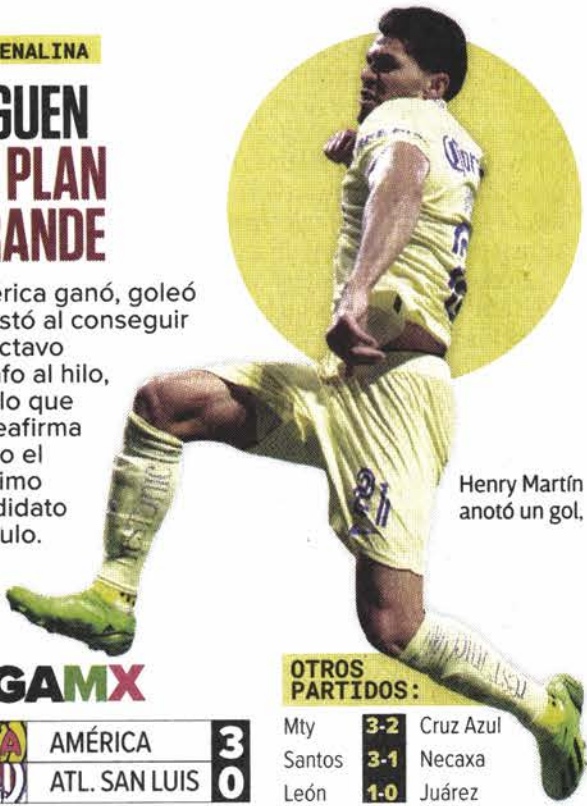 ENALINA
GUEN
PLAN
ANDE
rica ganó, goleó
stó al conseguir
ctavo
fo al hilo,
lo que
eafirma
o el
imo
didato
ulo.
21
Henry Martín
anotó un gol.
GAMX
AMÉRICA 3
ATL. SAN LUIS 0
OTROS
PARTIDOS:
Mty 3-2 Cruz Azul
Santos 3-1 Necaxa
León 1-0 Juárez